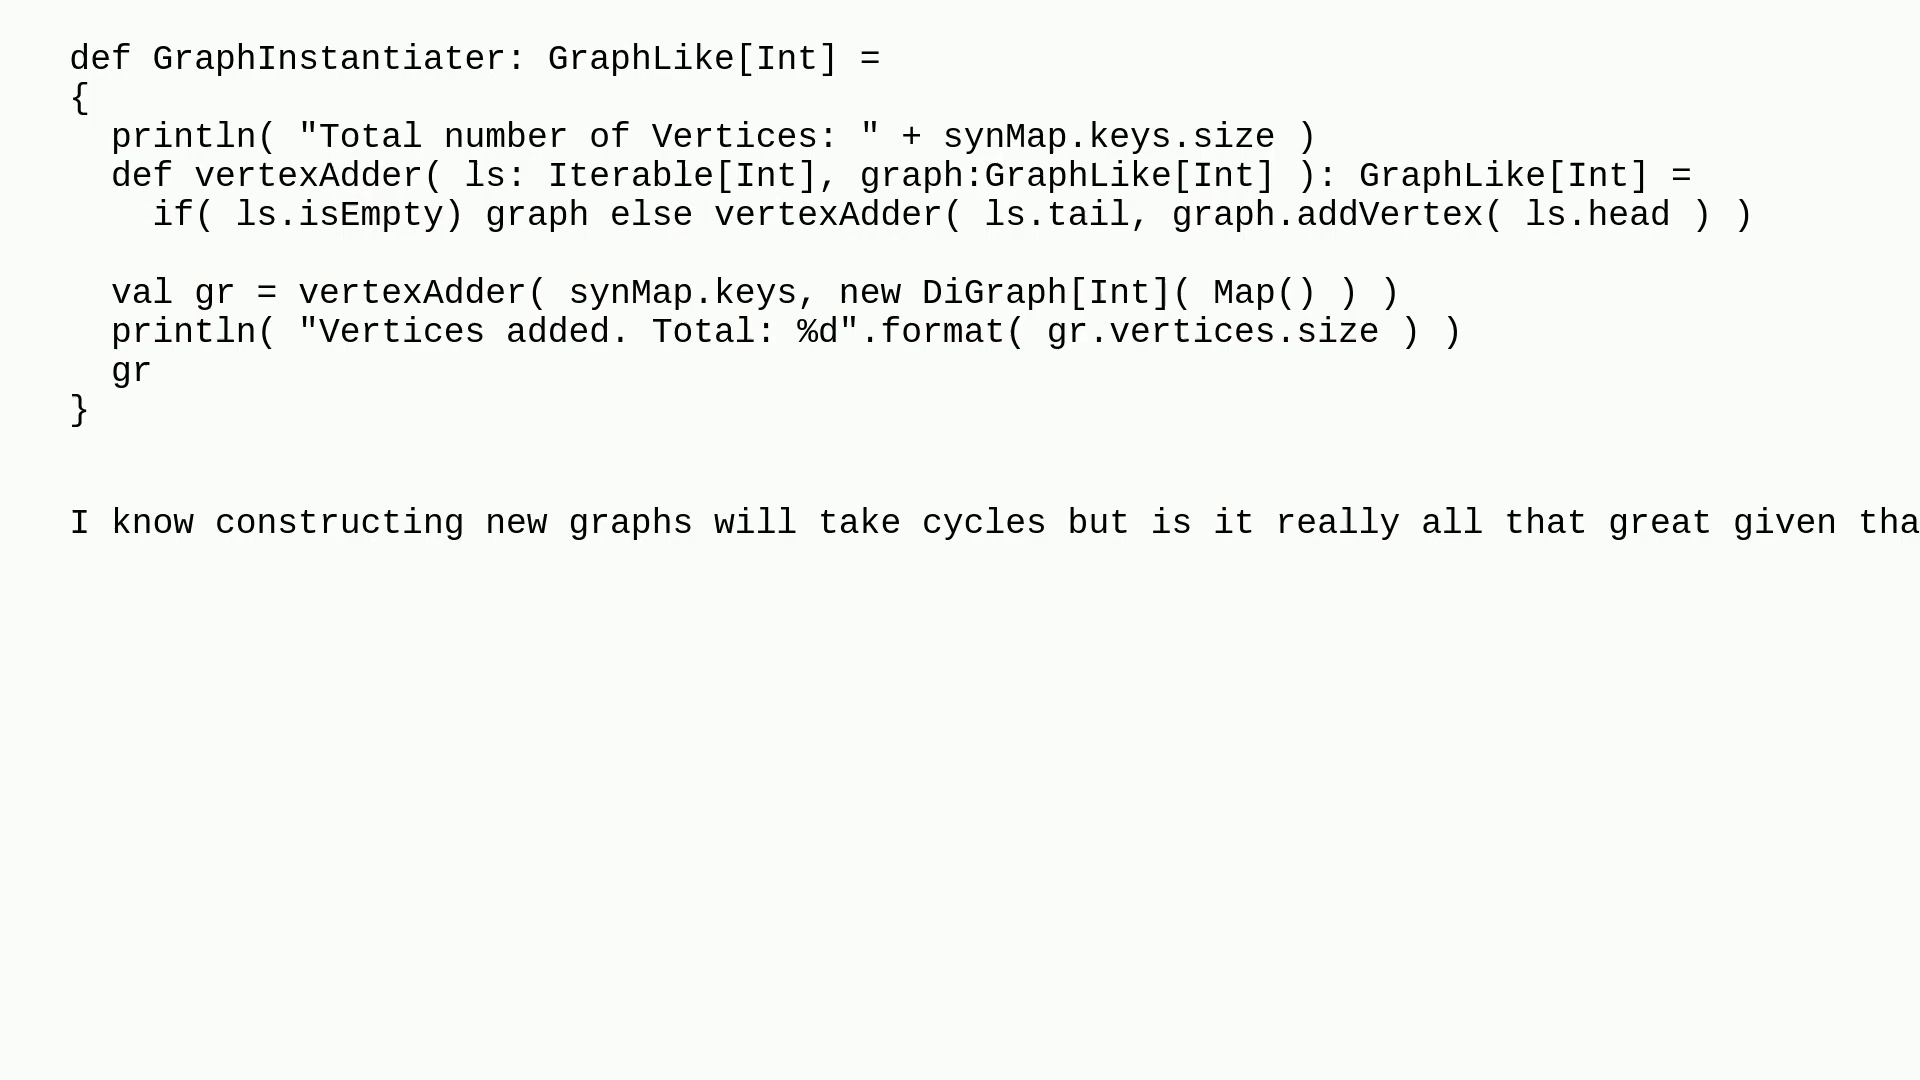 def GraphInstantiater: GraphLike[Int] =
{
  println( "Total number of Vertices: " + synMap.keys.size )
  def vertexAdder( ls: Iterable[Int], graph:GraphLike[Int] ): GraphLike[Int] =
    if( ls.isEmpty) graph else vertexAdder( ls.tail, graph.addVertex( ls.head ) )

  val gr = vertexAdder( synMap.keys, new DiGraph[Int]( Map() ) )
  println( "Vertices added. Total: %d".format( gr.vertices.size ) )
  gr
}

I know constructing new graphs will take cycles but is it really all that great given